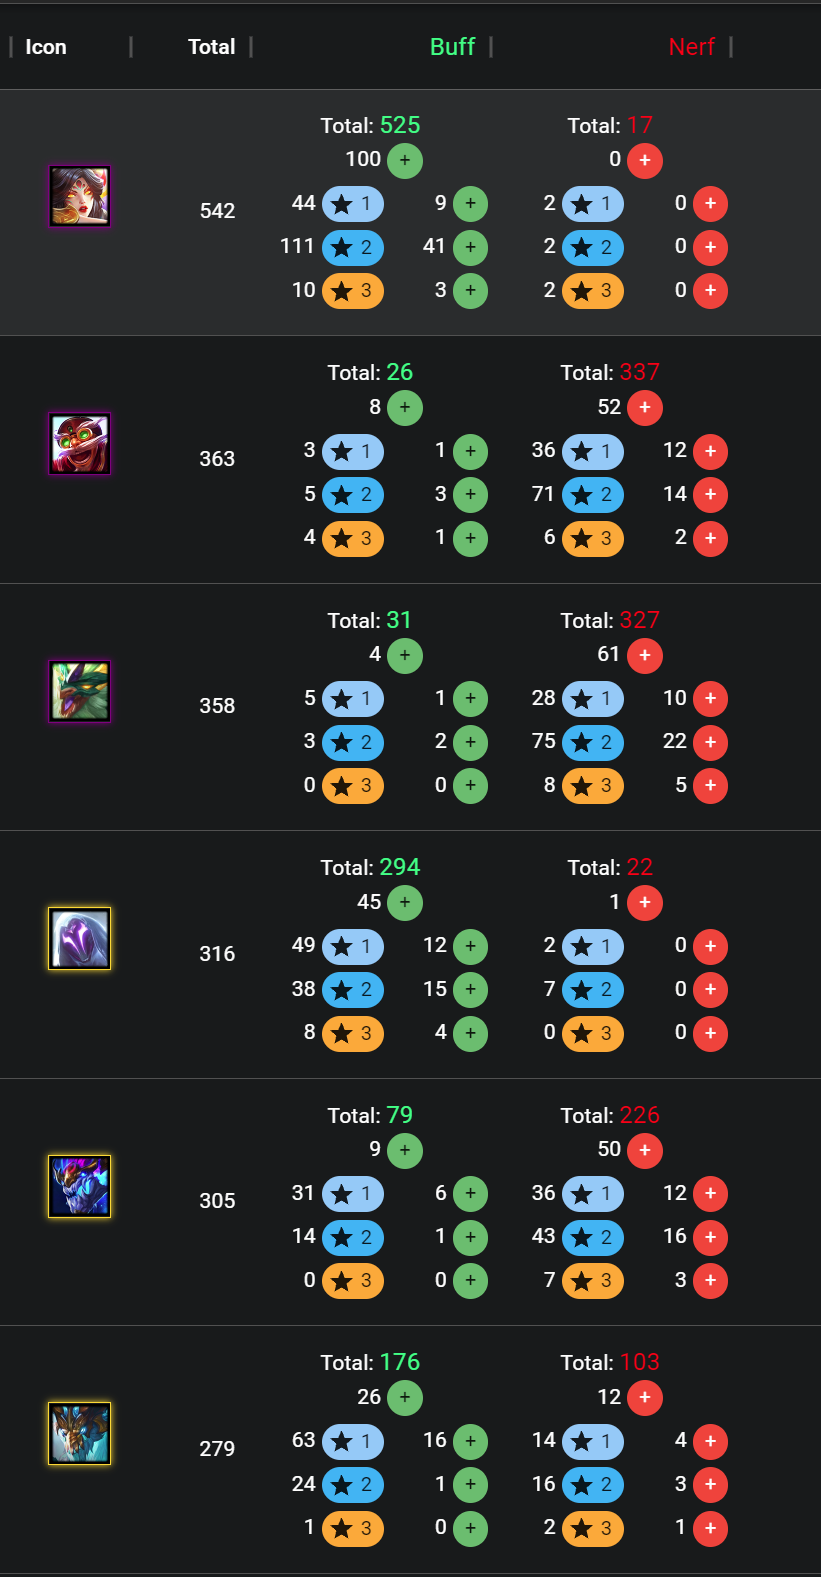 Icon Total Buff Nerf
Total: 525 Total: 17
100 + 0 +
44 ★ 1 9 + 2 ★ 1 0 +
542
111 ★ 2 41 + 2 ★ 2 0 +
10 ★ 3 3 + 2 ★ 3 0 +
Total: 26 Total: 337
8 + 52 +
3 ★ 1 1 + 36 ★ 1 12 +
363
5 ★ 2 3 + 71 ★ 2 14 +
4 ★ 3 1 + 6 ★ 3 2 +
Total: 31 Total: 327
4 + 61 +
5 ★ 1 1 + 28 ★ 1 10 +
358
3 ★ 2 2 + 75 ★ 2 22 +
0 ★ 3 0 + 8 ★ 3 5 +
Total: 294 Total: 22
45 + 1 +
49 ★ 1 12 + 2 ★ 1 0 +
316
38 ★ 2 15 + 7 ★ 2 0 +
8 ★ 3 4 + 0 ★ 3 0 +
Total: 79 Total: 226
9 + 50 +
31 ★ 1 6 + 36 ★ 1 12 +
305
14 ★ 2 1 + 43 ★ 2 16 +
0 ★ 3 0 + 7 ★ 3 3 +
Total: 176 Total: 103
26 + 12 +
63 ★ 1 16 + 14 ★ 1 4 +
279
24 ★ 2 1 + 16 ★ 2 3 +
1 ★ 3 0 + 2 ★ 3 1 +